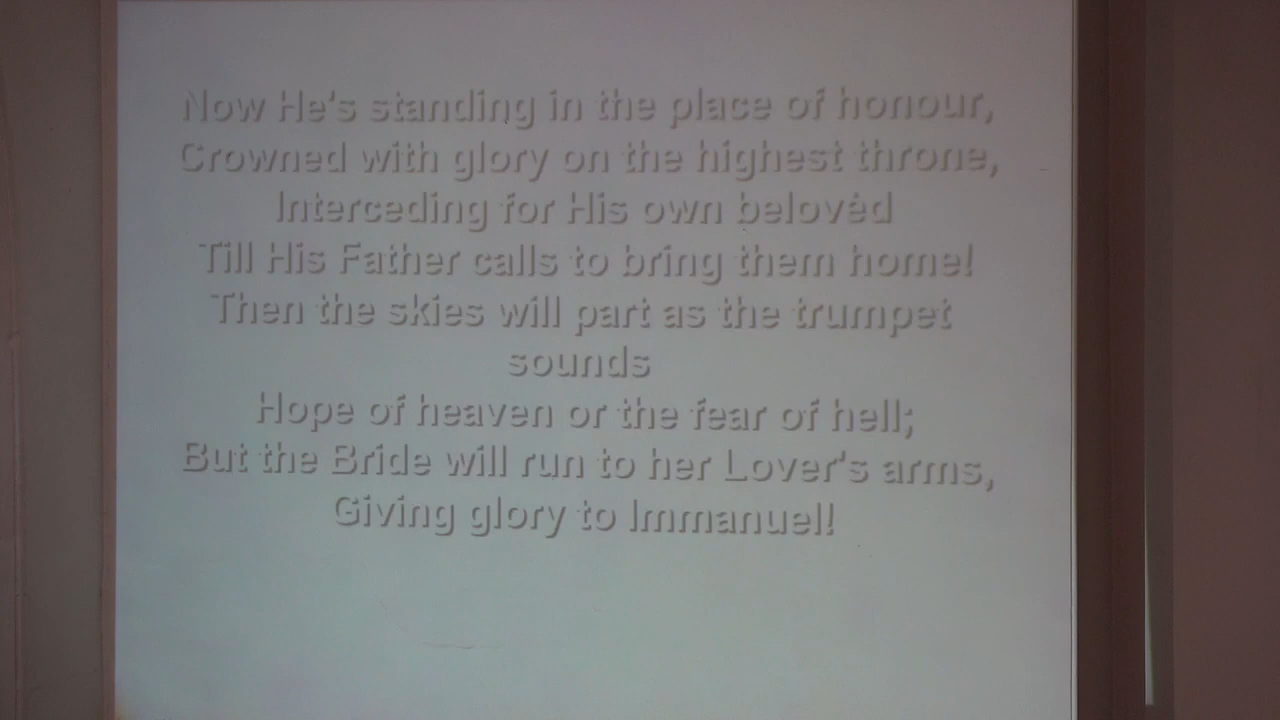 Now He's standing in the place of honour,
Crowned with glory on the highest throne,
Interceding for His own belovèd
Till His Father calls to bring them home!
Then the skies will part as the trumpet
sounds
Hope of heaven or the fear of hell;
But the Bride will run to her Lover's arms,
Giving glory to Immanuel!